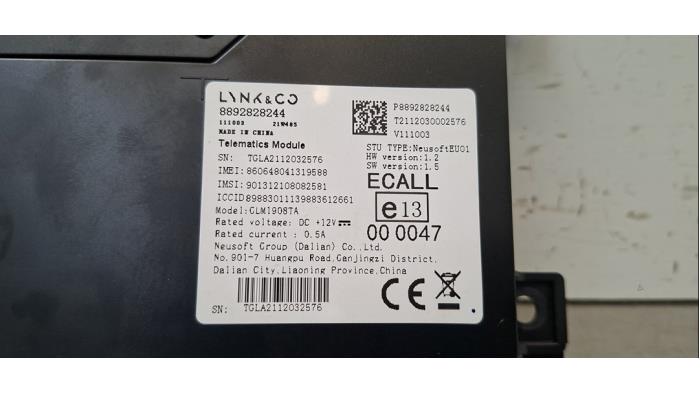 LYNK&CO
8892828244
111003 219485
MADE IN CHINA
Telematics Module
SN: TGLA2112032576
IMEI: 860648041319588
IMSI: 901312108082581
ICCID89883011139883612661
Model:GLM1908TA
Rated voltage: DC +12V
Rated current : 0.5A
Neusoft Group (Dalian) Co.,Ltd.
No.901-7 Huangpu Road,Ganjingzi District,
Dalian City,Liaoning Province,China
SN: TGLA2112032576
P8892828244
T2112030002576
V111003
STU TYPE:NeusoftEU01
HW version:1.2
SW version:1.5
ECALL
e13
00 0047
CE